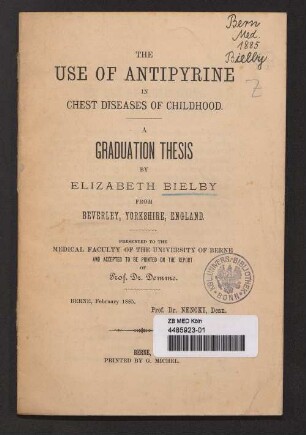 Bern
Med.
1885
Bielby
Z
THE
USE OF ANTIPYRINE
IN
CHEST DISEASES OF CHILDHOOD.
A
GRADUATION THESIS
BY
ELIZABETH BIELBY
FROM
BEVERLEY, YORKSHIRE, ENGLAND.
PRESENTED TO THE
MEDICAL FACULTY OF THE UNIVERSITY OF BERNE
AND ACCEPTED TO BE PRINTED ON THE REPORT
OF
Prof. Dr. Demme.
BERNE, February 1885.
Prof. Dr. NENCKI, Dean.
ZB MED Köln
4485923-01
BERNE,
PRINTED BY G. MICHEL.